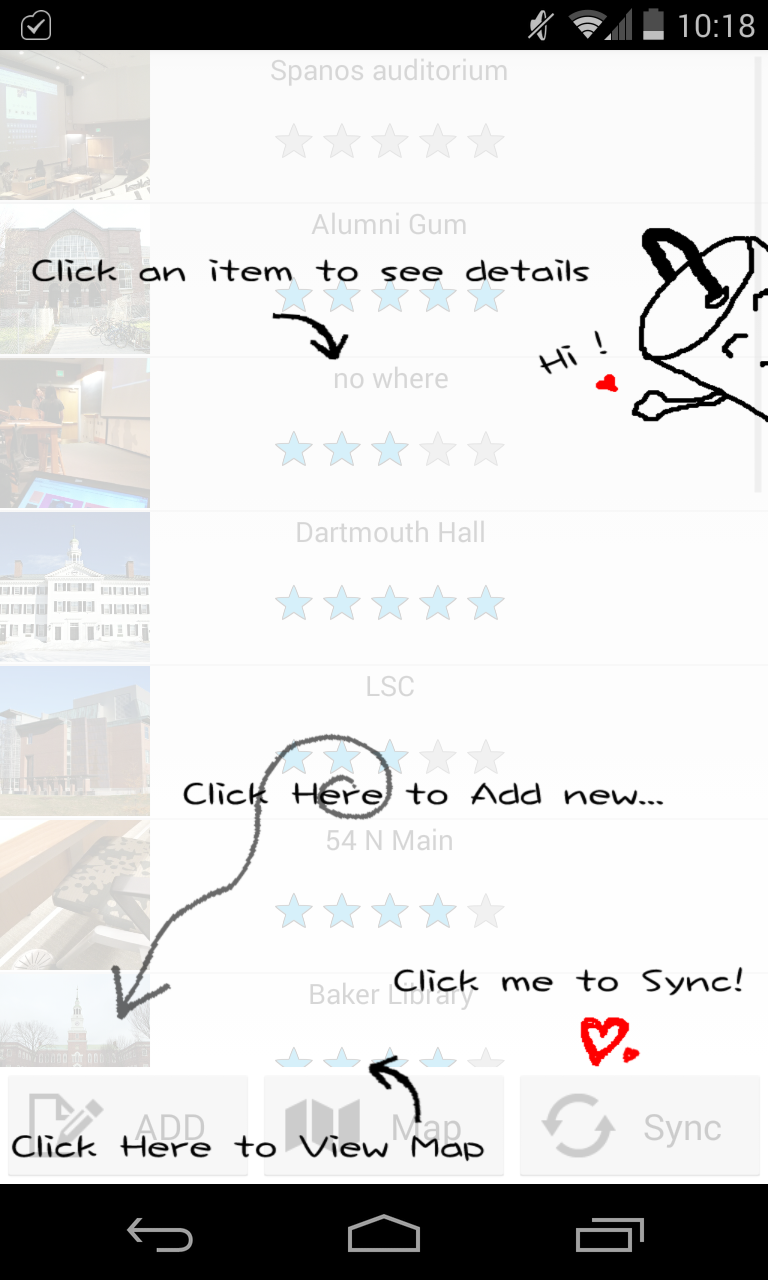 10:18
Spanos auditorium
Alumni Gum
Click an item to see details
Hi !
no where
Dartmouth Hall
LSC
Click Here to Add new...
54 N Main
Click me to Sync!
Baker Library
ADD
Map
Sync
Click Here to View Map